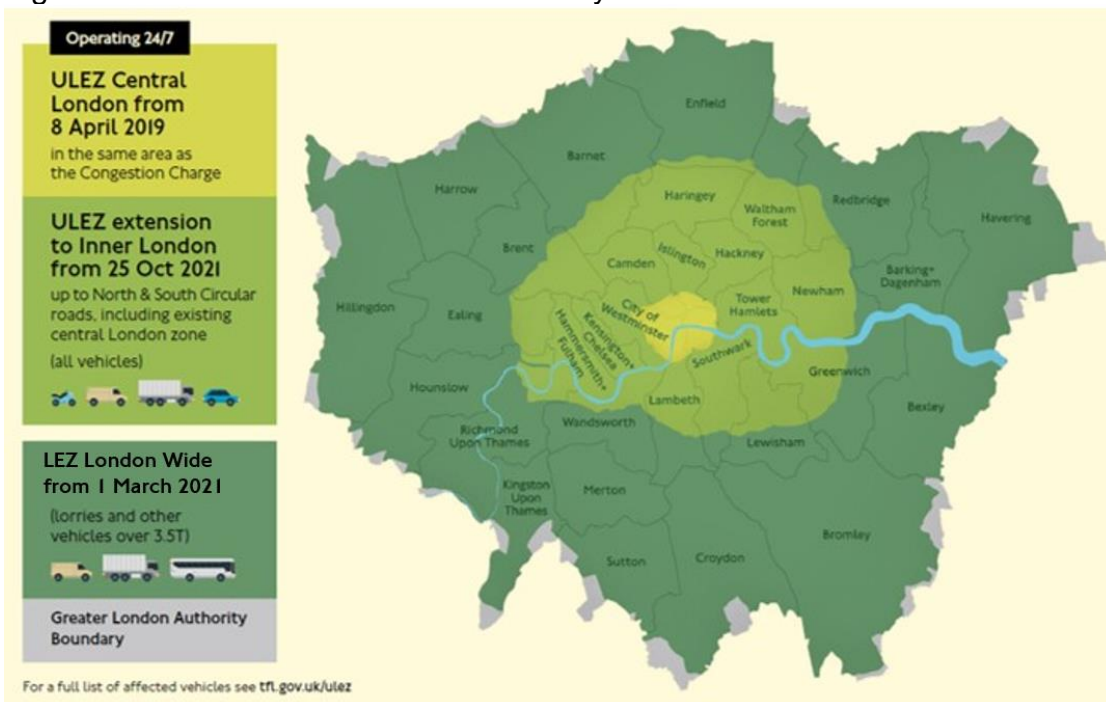 Operating 24/7
ULEZ Central
London from
8 April 2019
in the same area as
the Congestion Charge
ULEZ extension
to Inner London
from 25 Oct 2021
up to North & South Circular
roads, including existing
central London zone
(all vehicles)
LEZ London Wide
from 1 March 2021
(lorries and other
vehicles over 3.5T)
Greater London Authority
Boundary
For a full list of affected vehicles see tfl.gov.uk/ulez
Enfield
Barnet
Harrow
Haringey
Waltham
Forest
Redbridge
Havering
Brent
Islington
Hackney
Camden
Barking+
Dagenham
Hillingdon
Ealing
City of
Westminster
Tower
Hamlets
Newham
Kensington+
Chelsea
Hammersmith+
Fulham
Southwark
Hounslow
Greenwich
Lambeth
Bexley
Richmond
Upon Thames
Wandsworth
Lewisham
Kingston
Upon
Thames
Merton
Bromley
Sutton
Croydon